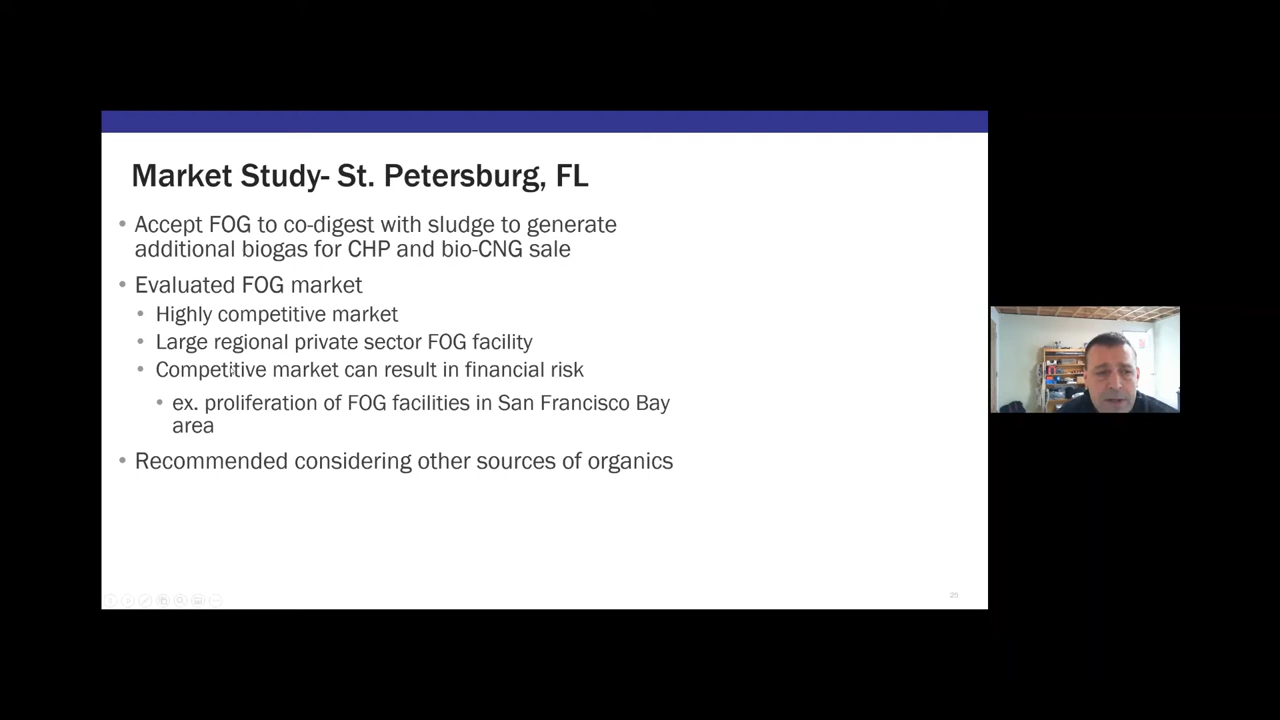 Market Study- St. Petersburg, FL
• Accept FOG to co-digest with sludge to generate
additional biogas for CHP and bio-CNG sale
• Evaluated FOG market
• Highly competitive market
• Large regional private sector FOG facility
• Competitive market can result in financial risk
• ex. proliferation of FOG facilities in San Francisco Bay
area
• Recommended considering other sources of organics
25